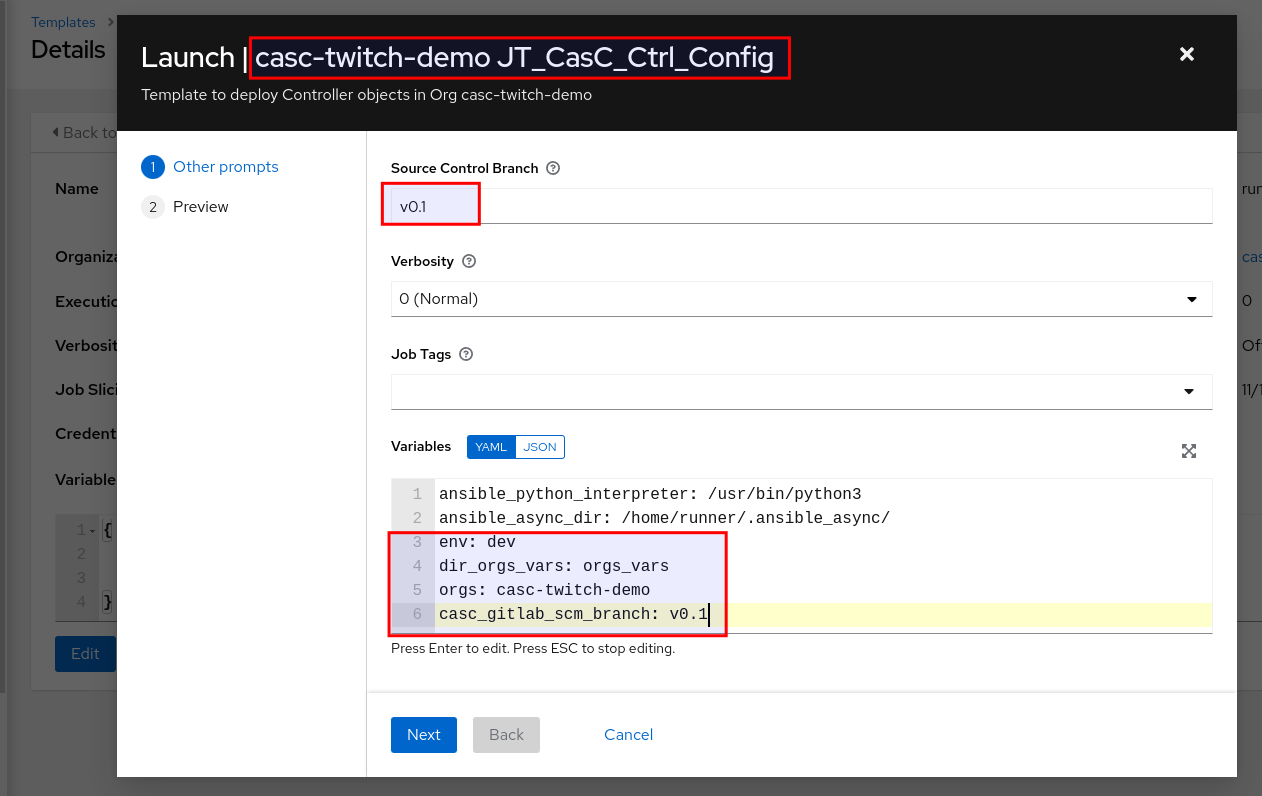 Templates
Details
Launch | casc-twitch-demo JT_CasC_Ctrl_Config
Template to deploy Controller objects in Org casc-twitch-demo
Back to
Name
Organiza
Executio
Verbosit
Job Slici
Credent
Variable
1 {
2
3
4 }
Edit
1 Other prompts
2 Preview
Source Control Branch
v0.1
Verbosity
0 (Normal)
Job Tags
Variables YAML JSON
1 ansible_python_interpreter: /usr/bin/python3
2 ansible_async_dir: /home/runner/.ansible_async/
3 env: dev
4 dir_orgs_vars: orgs_vars
5 orgs: casc-twitch-demo
6 casc_gitlab_scm_branch: v0.1
Press Enter to edit. Press ESC to stop editing.
Next Back Cancel
run
cas
0
Of
11/1